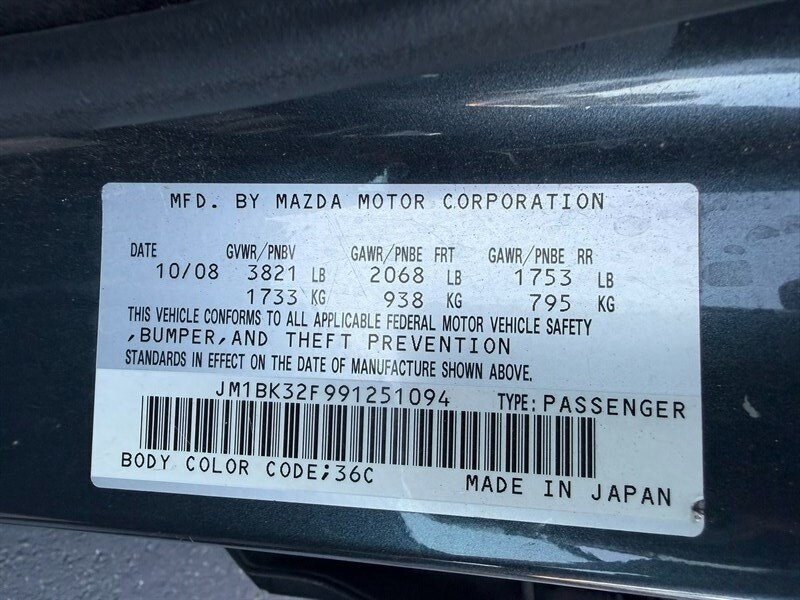 MFD. BY MAZDA MOTOR CORPORATION
DATE GVWR/PNBV GAWR/PNBE FRT GAWR/PNBE RR
10/08 3821 LB 2068 LB 1753 LB
1733 KG 938 KG 795 KG
THIS VEHICLE CONFORMS TO ALL APPLICABLE FEDERAL MOTOR VEHICLE SAFETY
,BUMPER,AND THEFT PREVENTION
STANDARDS IN EFFECT ON THE DATE OF MANUFACTURE SHOWN ABOVE.
JM1BK32F991251094 TYPE: PASSENGER
BODY COLOR CODE;36C
MADE IN JAPAN